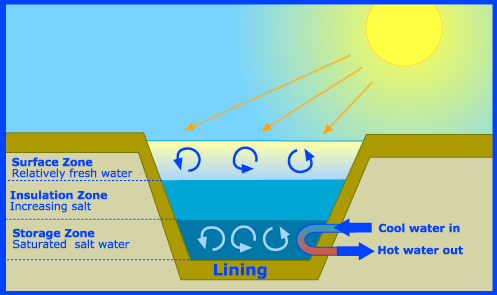 Surface Zone
Relatively fresh water
Insulation Zone
Increasing salt
Storage Zone
Saturated salt water
Cool water in
Hot water out
Lining